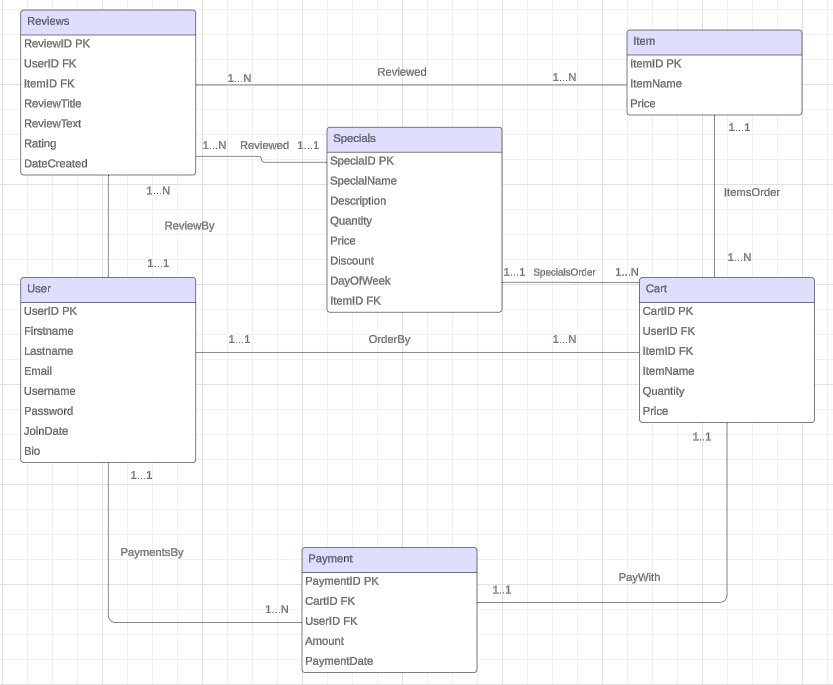 Reviews
ReviewID PK
UserID FK
ItemID FK
ReviewTitle
ReviewText
Rating
DateCreated
Item
ItemID PK
ItemName
Price
1...N Reviewed 1...N
1...N Reviewed 1...1
Specials
SpecialD PK
SpecialName
Description
Quantity
Price
Discount
DayOfWeek
ItemID FK
1...1
ItemsOrder
1...N
1...N
ReviewBy
1...1
1...1 SpecialsOrder 1...N
User
UserID PK
Firstname
Lastname
Email
Username
Password
JoinDate
Bio
1...1 OrderBy 1...N
Cart
CartID PK
UserID FK
ItemID FK
ItemName
Quantity
Price
1...1
PaymentsBy
1...N
1..1
PayWith
1..1
Payment
PaymentID PK
CartID FK
UserID FK
Amount
PaymentDate